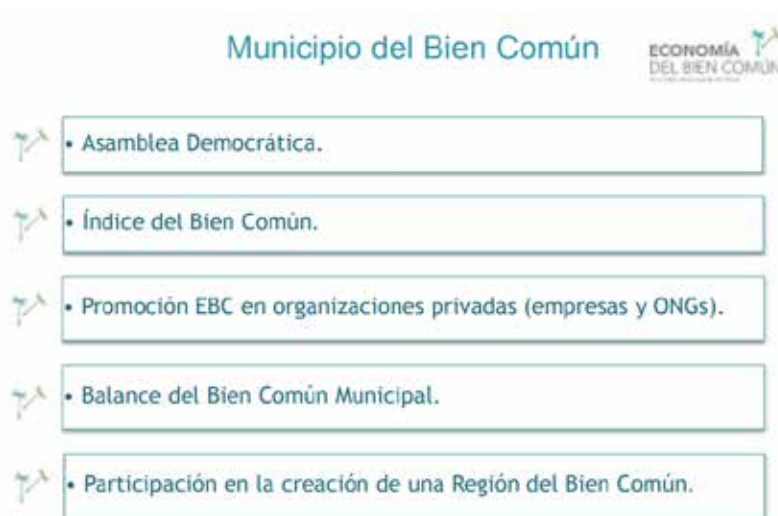 Municipio del Bien Común
ECONOMÍA
DEL BIEN COMÚN
• Asamblea Democrática.
• Índice del Bien Común.
• Promoción EBC en organizaciones privadas (empresas y ONGs).
• Balance del Bien Común Municipal.
• Participación en la creación de una Región del Bien Común.